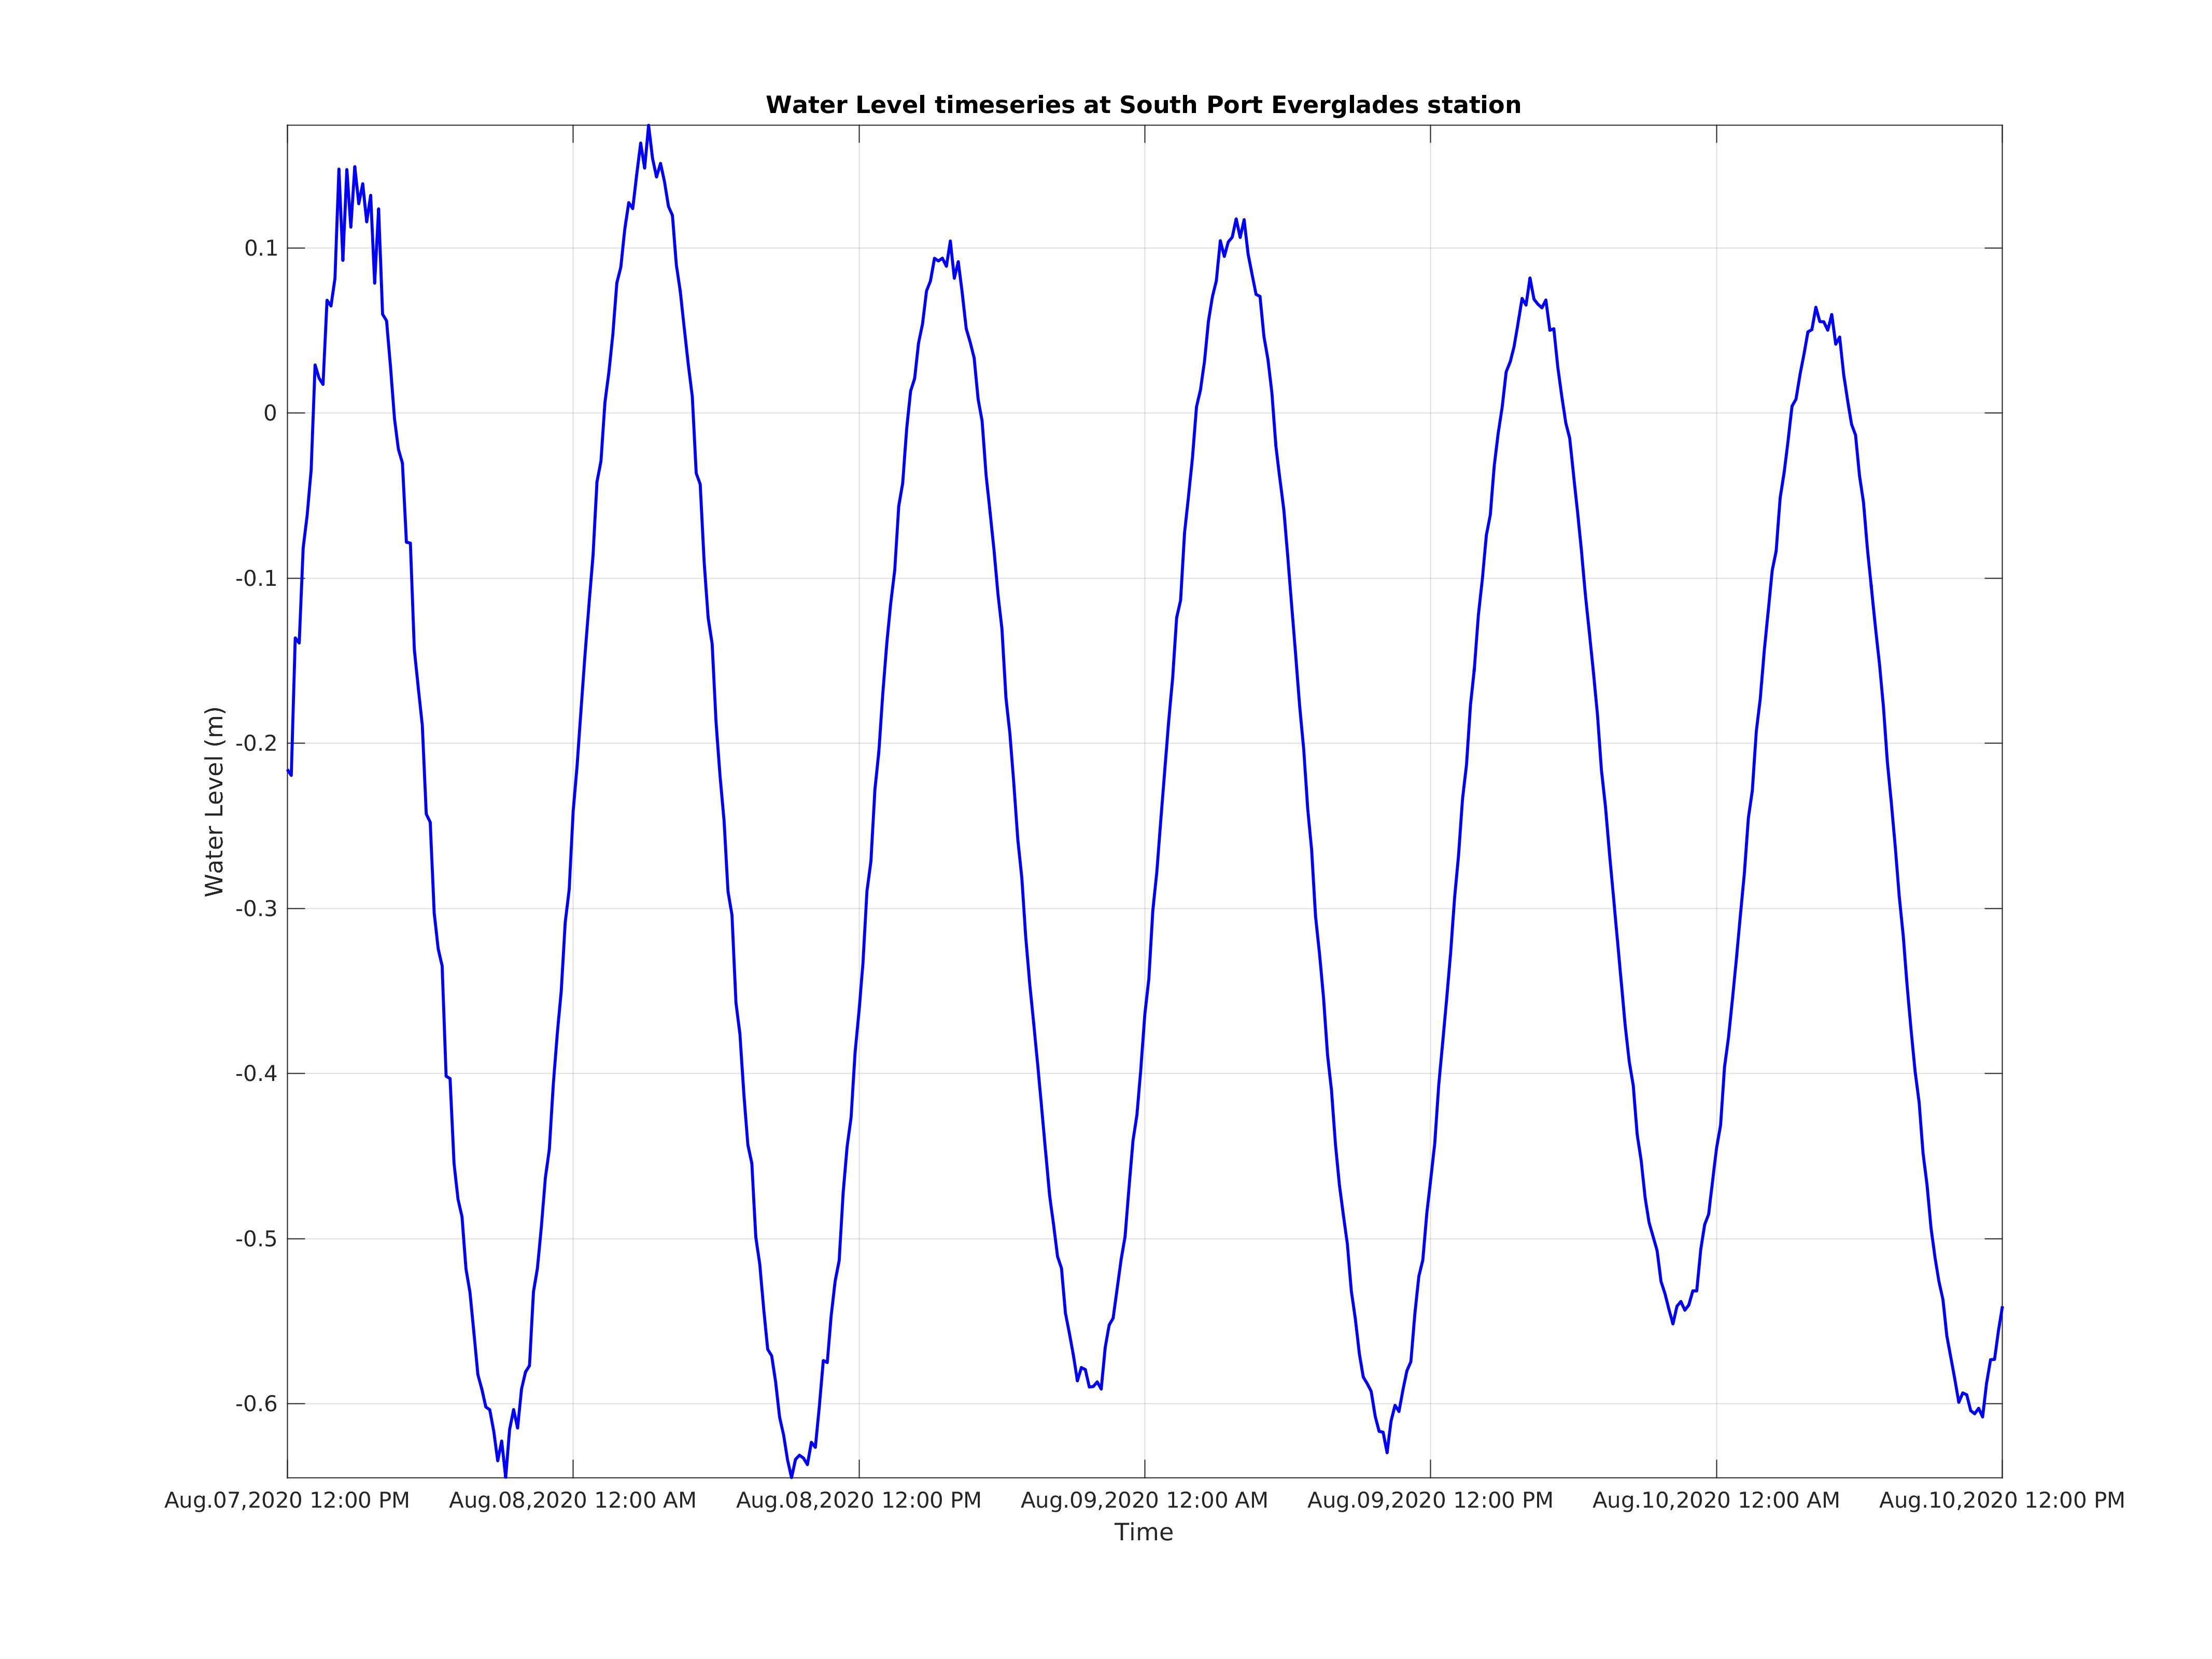 Water Level timeseries at South Port Everglades station
0.1
0
-0.1
-0.2
-0.3
-0.4
-0.5
-0.6
Water Level (m)
Aug.07,2020 12:00 PM Aug.08,2020 12:00 AM Aug.08,2020 12:00 PM Aug.09,2020 12:00 AM Aug.09,2020 12:00 PM Aug.10,2020 12:00 AM Aug.10,2020 12:00 PM
Time